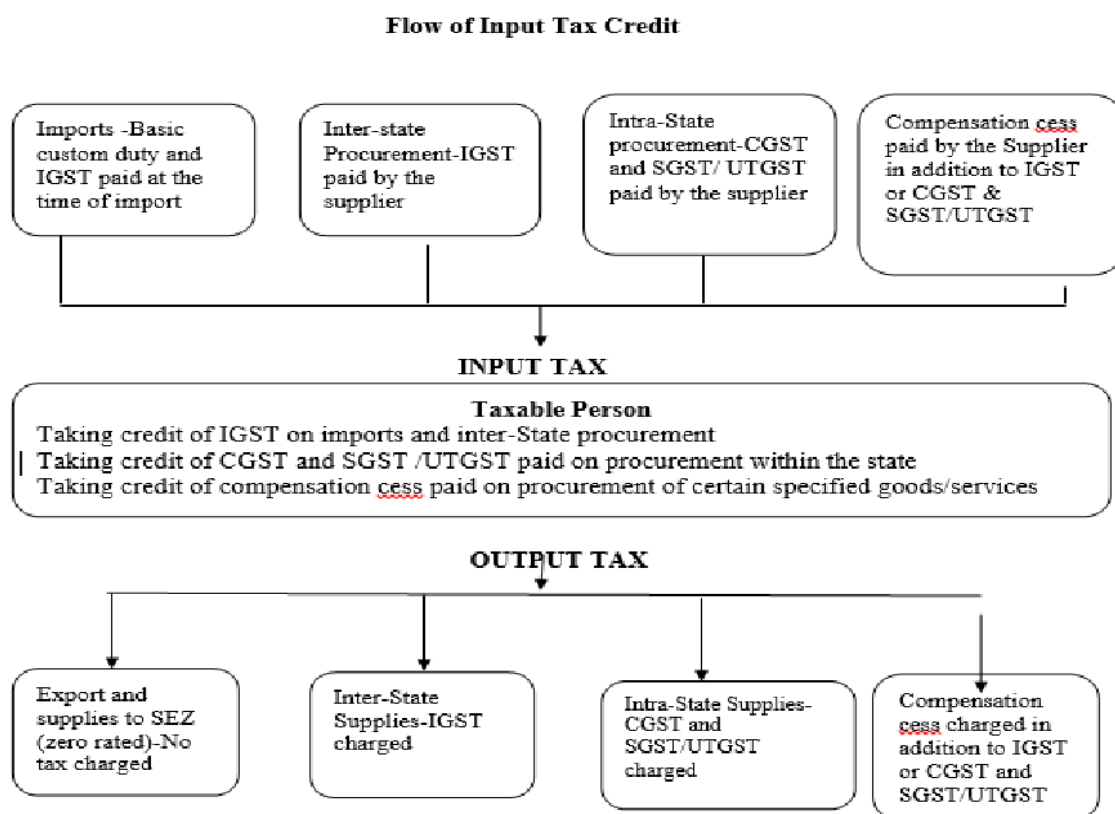 Flow of Input Tax Credit
Imports -Basic
custom duty and
IGST paid at the
time of import
Inter-state
Procurement-IGST
paid by the
supplier
Intra-State
procurement-CGST
and SGST/ UTGST
paid by the supplier
Compensation cess
paid by the Supplier
in addition to IGST
or CGST &
SGST/UTGST
INPUT TAX
Taxable Person
Taking credit of IGST on imports and inter-State procurement
Taking credit of CGST and SGST /UTGST paid on procurement within the state
Taking credit of compensation cess paid on procurement of certain specified goods/services
OUTPUT TAX
Export and
supplies to SEZ
(zero rated)-No
tax charged
Inter-State
Supplies-IGST
charged
Intra-State Supplies-
CGST and
SGST/UTGST
charged
Compensation
cess charged in
addition to IGST
or CGST and
SGST/UTGST